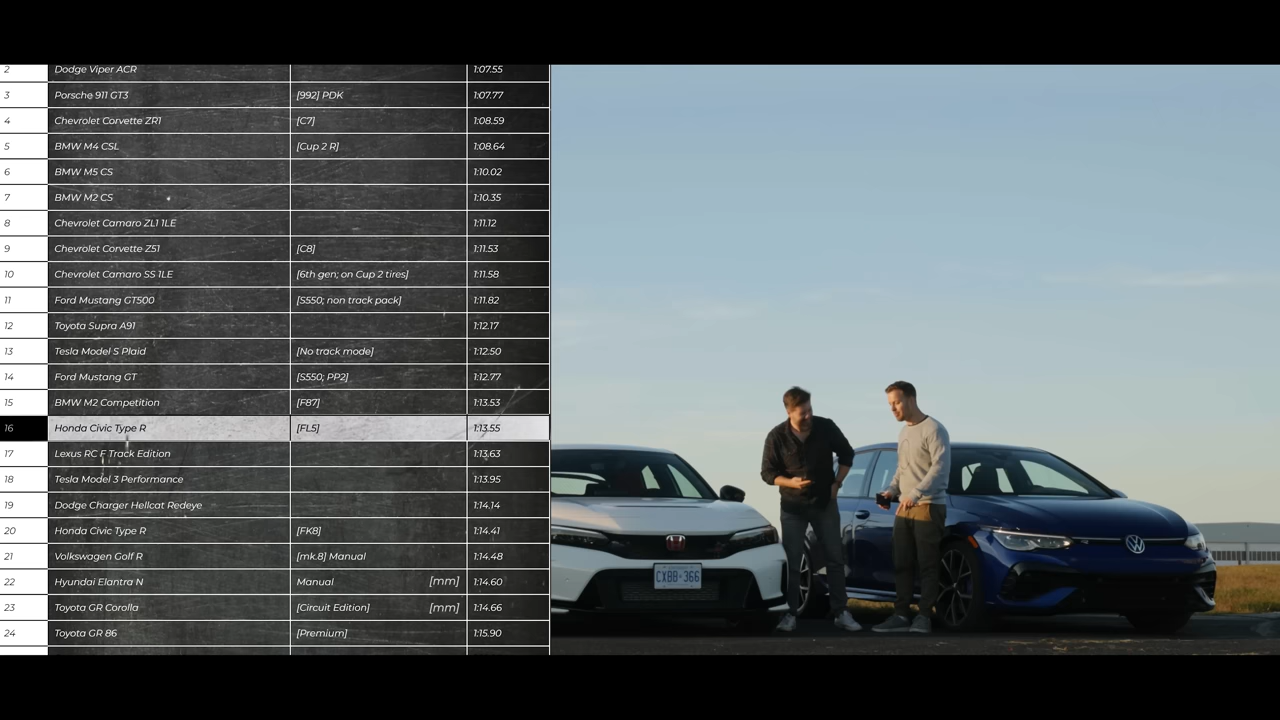 2 Dodge Viper ACR 1:07.55
3 Porsche 911 GT3 [992] PDK 1:07.77
4 Chevrolet Corvette ZR1 [C7] 1:08.59
5 BMW M4 CSL [Cup 2 R] 1:08.64
6 BMW M5 CS 1:10.02
7 BMW M2 CS 1:10.35
8 Chevrolet Camaro ZL1 1LE 1:11.12
9 Chevrolet Corvette Z51 [C8] 1:11.53
10 Chevrolet Camaro SS 1LE [6th gen; on Cup 2 tires] 1:11.58
11 Ford Mustang GT500 [S550; non track pack] 1:11.82
12 Toyota Supra A91 1:12.17
13 Tesla Model S Plaid [No track mode] 1:12.50
14 Ford Mustang GT [S550; PP2] 1:12.77
15 BMW M2 Competition [F87] 1:13.53
16 Honda Civic Type R [FL5] 1:13.55
17 Lexus RC F Track Edition 1:13.63
18 Tesla Model 3 Performance 1:13.95
19 Dodge Charger Hellcat Redeye 1:14.14
20 Honda Civic Type R [FK8] 1:14.41
21 Volkswagen Golf R [mk.8] Manual 1:14.48
22 Hyundai Elantra N Manual [mm] 1:14.60
23 Toyota GR Corolla [Circuit Edition] [mm] 1:14.66
24 Toyota GR 86 [Premium] 1:15.90
CXBB·366